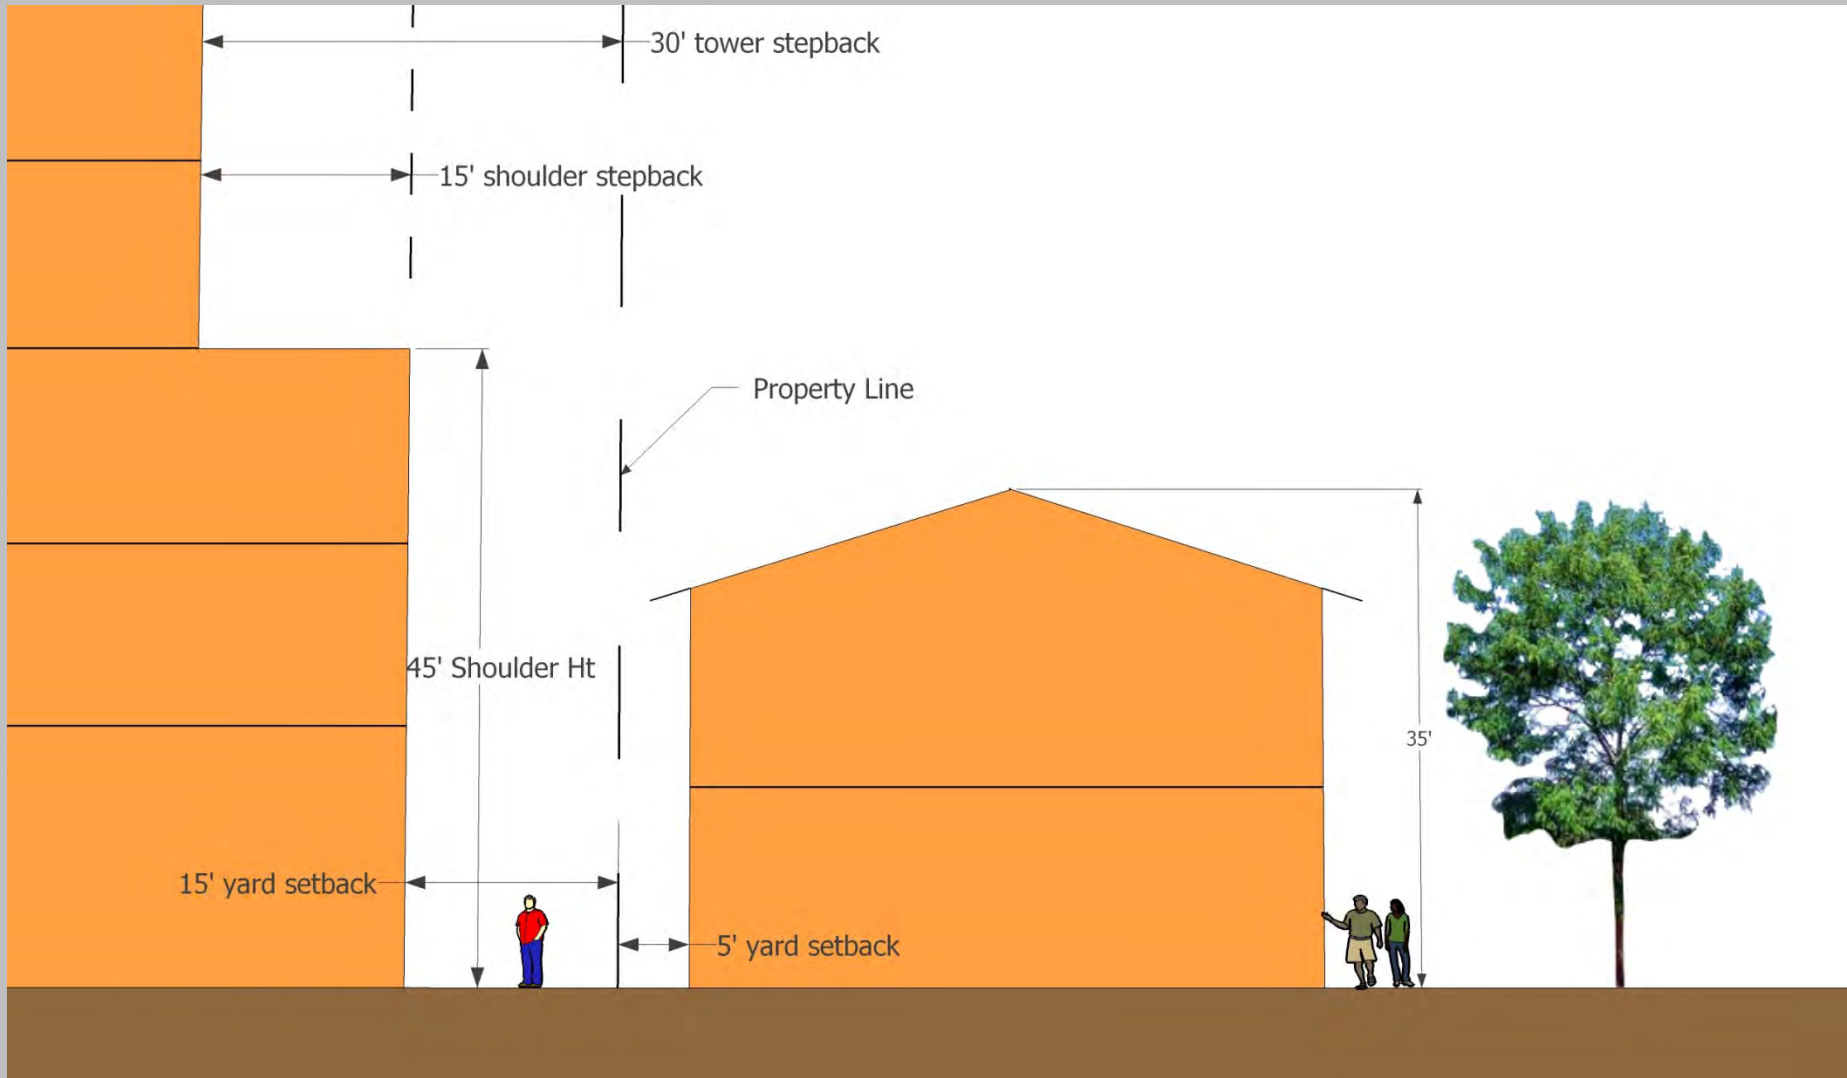 30' tower stepback
15' shoulder stepback
Property Line
45' Shoulder Ht
35'
15' yard setback
5' yard setback